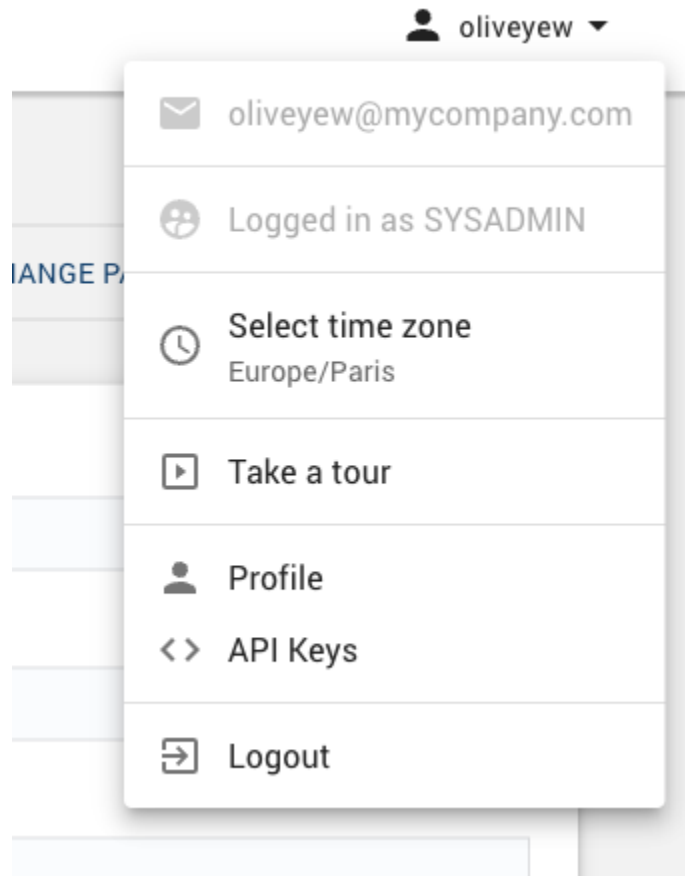 oliveyew
oliveyew@mycompany.com
Logged in as SYSADMIN
HANGE PA
Select time zone
Europe/Paris
Take a tour
Profile
API Keys
Logout